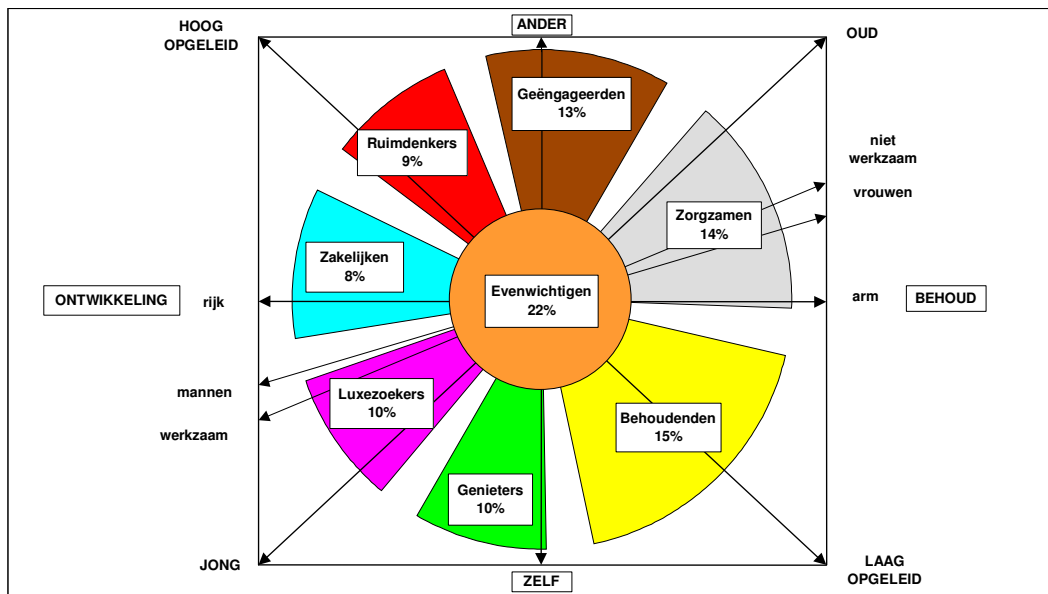 HOOG
OPGELEID
ANDER
OUD
Geëngageerden
13%
Ruimdenkers
9%
niet
werkzaam
vrouwen
Zorgzamen
14%
Zakelijken
8%
Evenwichtigen
22%
ONTWIKKELING
rijk
arm
BEHOUD
mannen
werkzaam
Luxezoekers
10%
Behoudenden
15%
Genieters
10%
JONG
ZELF
LAAG
OPGELEID